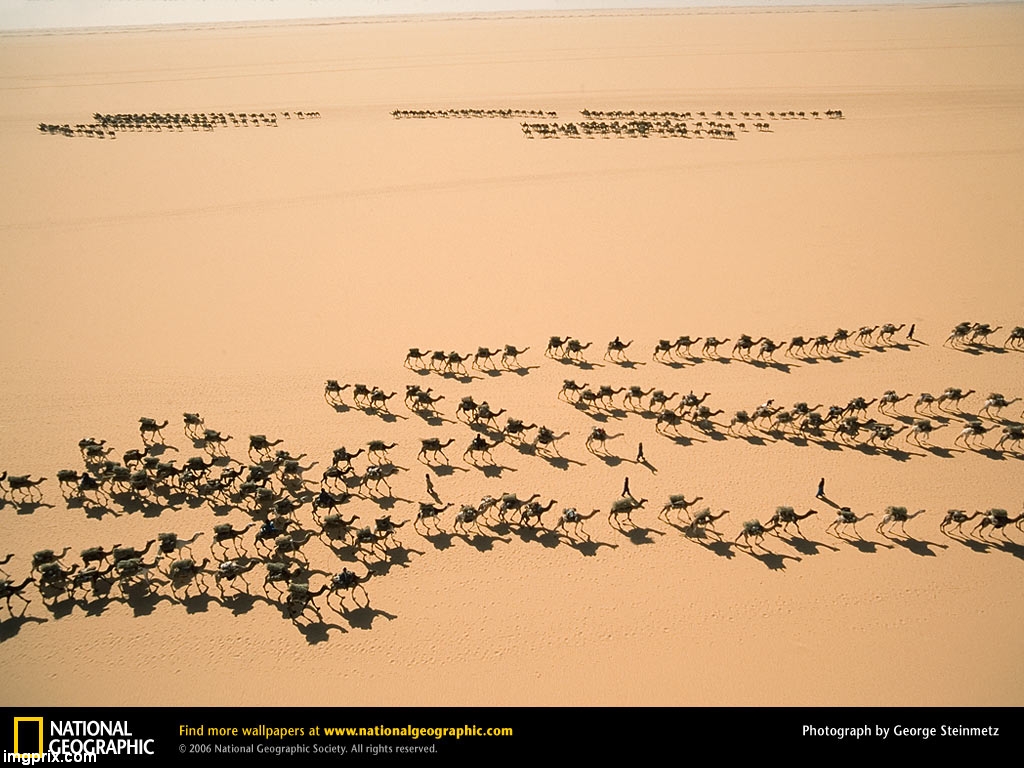 NATIONAL
GEOGRAPHIC
Find more wallpapers at www.nationalgeographic.com
© 2006 National Geographic Society. All rights reserved.
Photograph by George Steinmetz
imgprix.com